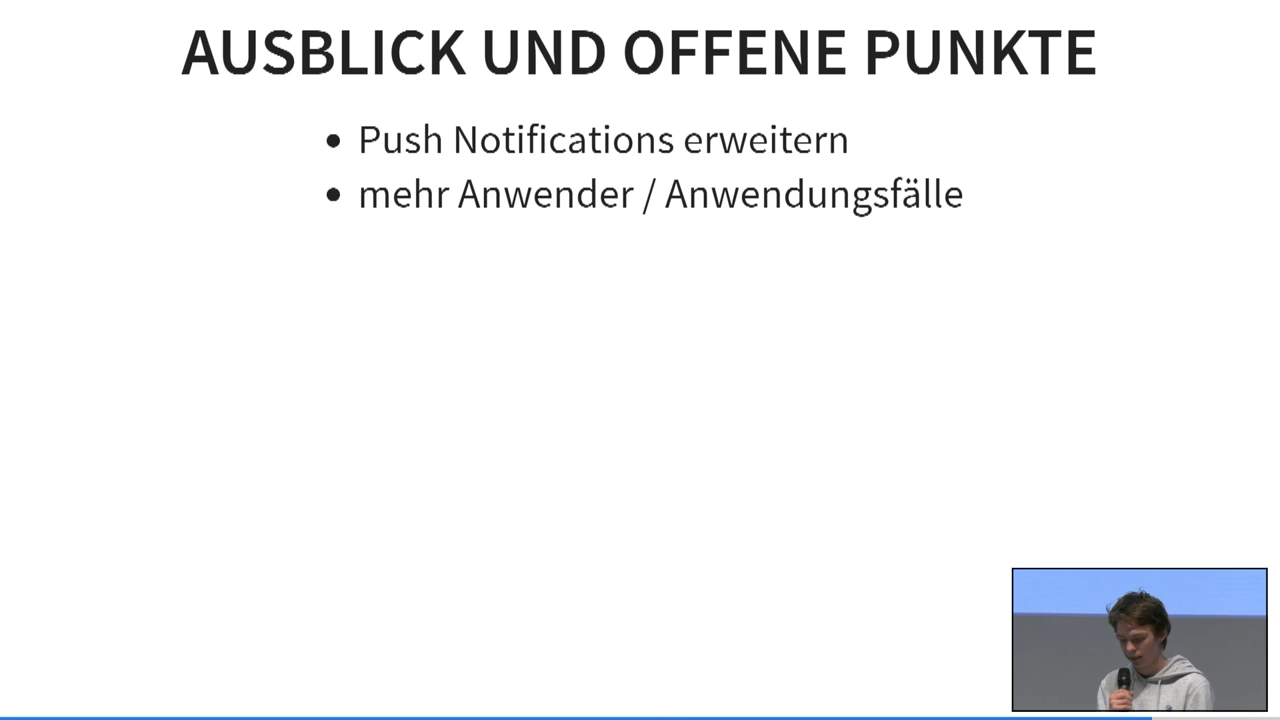 AUSBLICK UND OFFENE PUNKTE
Push Notifications erweitern
mehr Anwender / Anwendungsfälle